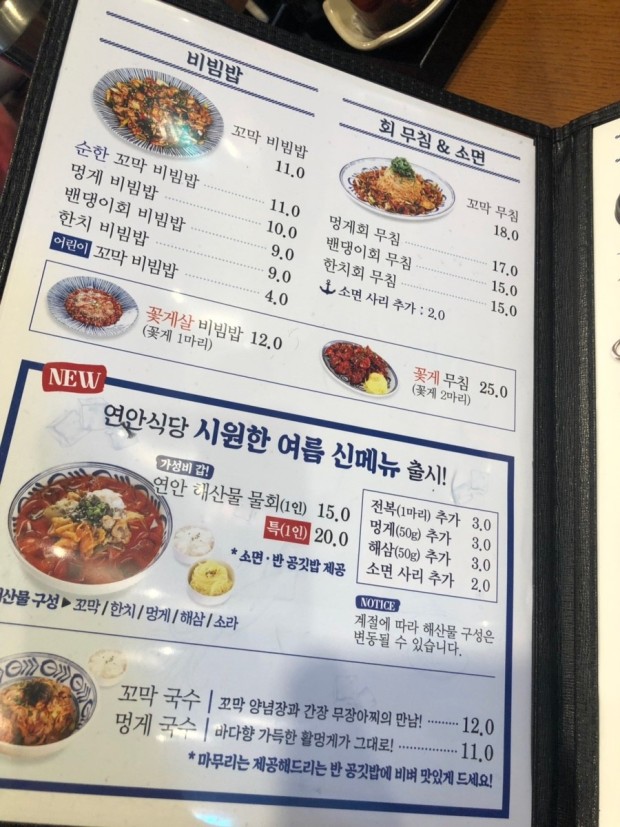 비빔밥
꼬막 비빔밥
11.0
순한 꼬막 비빔밥 11.0
멍게 비빔밥 10.0
밴댕이회 비빔밥 9.0
한치 비빔밥 9.0
어린이 꼬막 비빔밥 4.0
회 무침 & 소면
꼬막 무침
18.0
멍게회 무침 17.0
밴댕이회 무침 15.0
한치회 무침 15.0
소면 사리 추가 : 2.0
꽃게살 비빔밥 12.0
(꽃게 1마리)
꽃게 무침 25.0
(꽃게 2마리)
NEW
연안식당 시원한 여름 신메뉴 출시!
가성비 갑!
연안 해산물 물회(1인) 15.0
특(1인) 20.0
* 소면 · 반 공깃밥 제공
전복(1마리) 추가 3.0
멍게(50g) 추가 3.0
해삼(50g) 추가 3.0
소면 사리 추가 2.0
해산물 구성 ▶ 꼬막 / 한치 / 멍게 / 해삼 / 소라
NOTICE
계절에 따라 해산물 구성은
변동될 수 있습니다.
꼬막 국수 | 꼬막 양념장과 간장 무장아찌의 만남! ········ 12.0
멍게 국수 | 바다향 가득한 활멍게가 그대로! ············ 11.0
* 마무리는 제공해드리는 반 공깃밥에 비벼 맛있게 드세요!